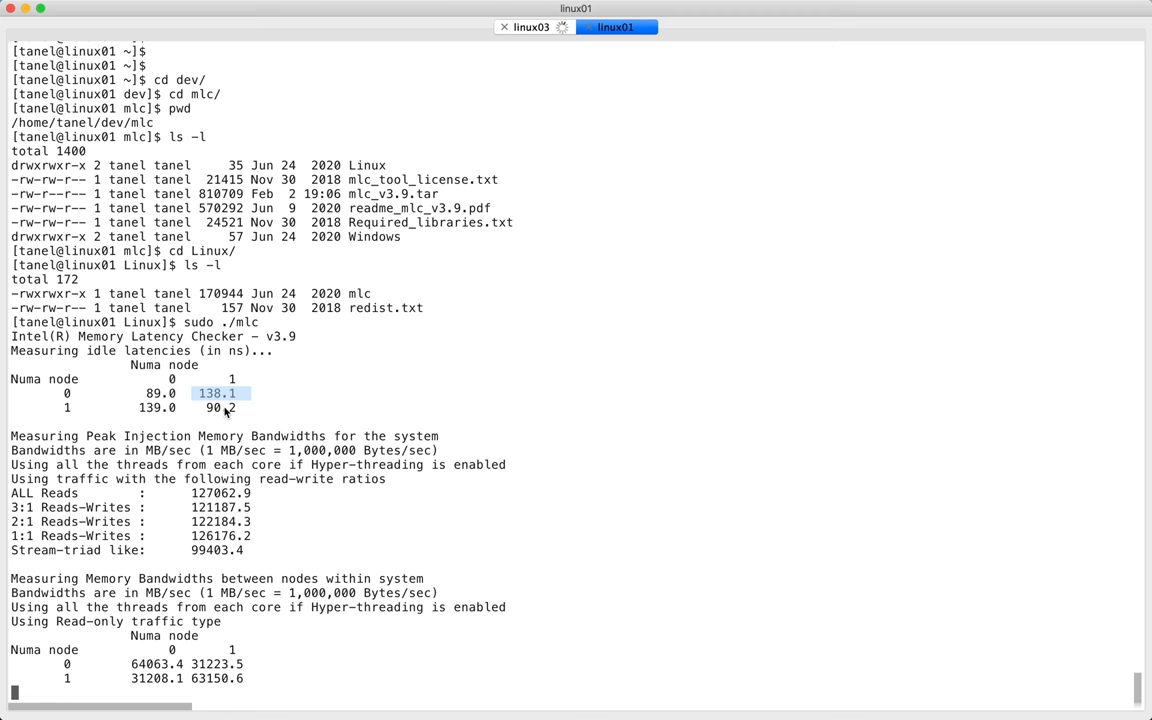 linux01
linux03
linux01
[tanel@linux01 ~]$
[tanel@linux01 ~]$
[tanel@linux01 ~]$ cd dev/
[tanel@linux01 dev]$ cd mlc/
[tanel@linux01 mlc]$ pwd
/home/tanel/dev/mlc
[tanel@linux01 mlc]$ ls -l
total 1400
drwxrwxr-x 2 tanel tanel     35 Jun 24  2020 Linux
-rw-rw-r-- 1 tanel tanel  21415 Nov 30  2018 mlc_tool_license.txt
-rw-r--r-- 1 tanel tanel 810709 Feb  2 19:06 mlc_v3.9.tar
-rw-rw-r-- 1 tanel tanel 570292 Jun  9  2020 readme_mlc_v3.9.pdf
-rw-rw-r-- 1 tanel tanel  24521 Nov 30  2018 Required_libraries.txt
drwxrwxr-x 2 tanel tanel     57 Jun 24  2020 Windows
[tanel@linux01 mlc]$ cd Linux/
[tanel@linux01 Linux]$ ls -l
total 172
-rwxrwxr-x 1 tanel tanel 170944 Jun 24  2020 mlc
-rw-rw-r-- 1 tanel tanel    157 Nov 30  2018 redist.txt
[tanel@linux01 Linux]$ sudo ./mlc
Intel(R) Memory Latency Checker - v3.9
Measuring idle latencies (in ns)...
Numa node
Numa node            0       1
0          89.0   138.1
1         139.0    90.2

Measuring Peak Injection Memory Bandwidths for the system
Bandwidths are in MB/sec (1 MB/sec = 1,000,000 Bytes/sec)
Using all the threads from each core if Hyper-threading is enabled
Using traffic with the following read-write ratios
ALL Reads        :      127062.9
3:1 Reads-Writes :      121187.5
2:1 Reads-Writes :      122184.3
1:1 Reads-Writes :      126176.2
Stream-triad like:      99403.4

Measuring Memory Bandwidths between nodes within system
Bandwidths are in MB/sec (1 MB/sec = 1,000,000 Bytes/sec)
Using all the threads from each core if Hyper-threading is enabled
Using Read-only traffic type
Numa node
Numa node            0       1
0        64063.4 31223.5
1        31208.1 63150.6